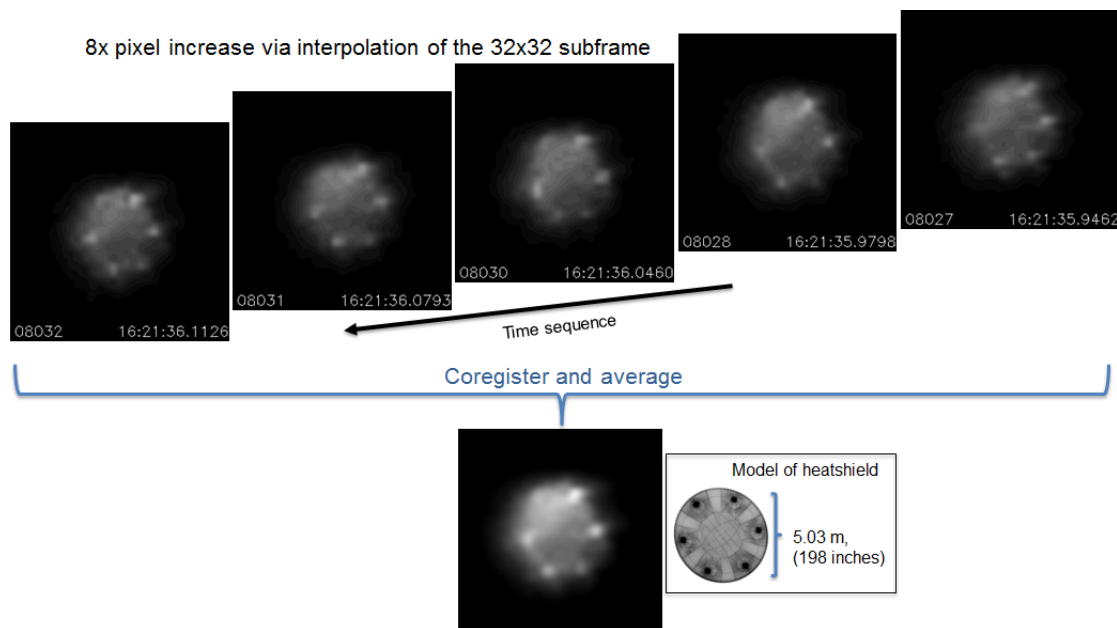 8x pixel increase via interpolation of the 32x32 subframe
08032 16:21:36.1126
08031 16:21:36.0793
08030 16:21:36.0460
08028 16:21:35.9798
08027 16:21:35.9462
Time sequence
Coregister and average
Model of heatshield
5.03 m,
(198 inches)